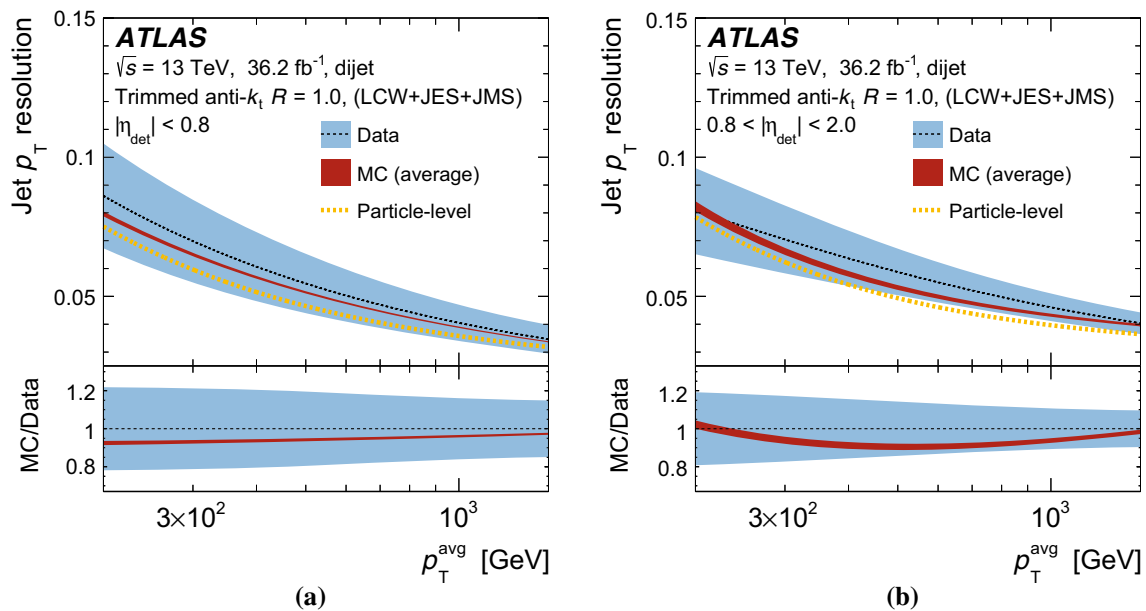 0.15
ATLAS
√s = 13 TeV, 36.2 fb⁻¹, dijet
Trimmed anti-kₜ R = 1.0, (LCW+JES+JMS)
|η_det| < 0.8
Data
MC (average)
Particle-level
0.1
0.05
Jet p_T resolution
1.2
1
0.8
MC/Data
3×10²
10³
p_T^avg [GeV]
(a)
0.15
ATLAS
√s = 13 TeV, 36.2 fb⁻¹, dijet
Trimmed anti-kₜ R = 1.0, (LCW+JES+JMS)
0.8 < |η_det| < 2.0
Data
MC (average)
Particle-level
0.1
0.05
Jet p_T resolution
1.2
1
0.8
MC/Data
3×10²
10³
p_T^avg [GeV]
(b)